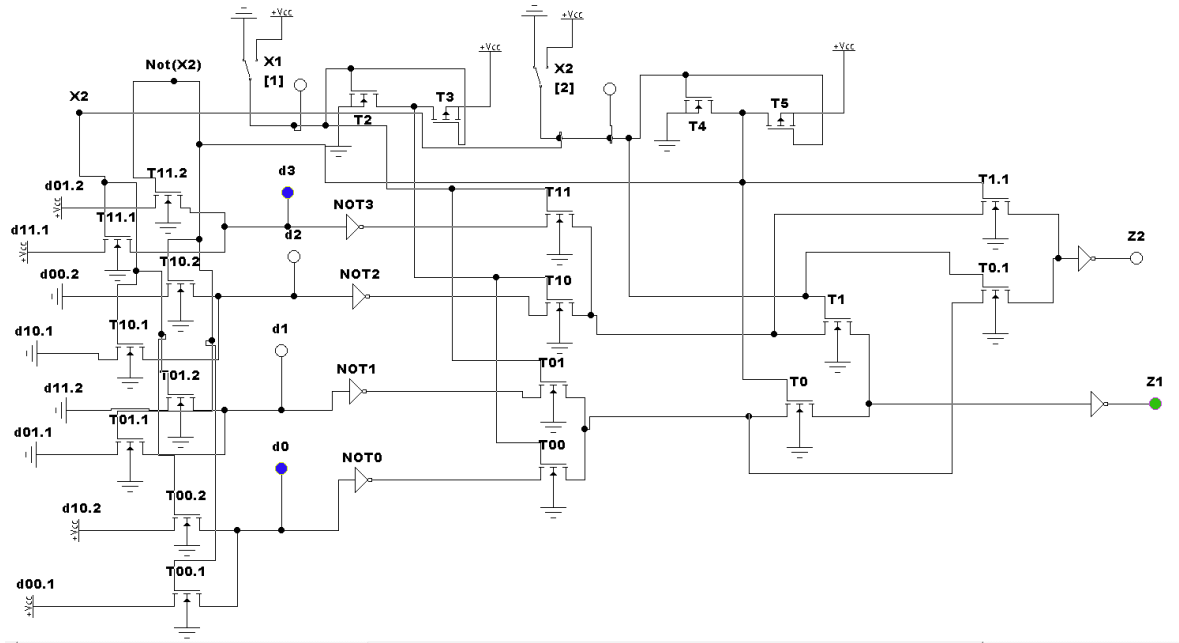 +Vcc
+Vcc
X1
[1]
X2
[2]
+Vcc
+Vcc
Not(X2)
X2
T2
T3
T4
T5
d01.2
T11.2
+Vcc
d3
T11
T1.1
d11.1
T11.1
+Vcc
NOT3
d2
Z2
d00.2
T10.2
NOT2
T10
T0.1
d10.1
T10.1
d1
T1
d11.2
T01.2
NOT1
T01
T0
Z1
d01.1
T01.1
d0
T00
NOT0
d10.2
T00.2
+Vcc
d00.1
T00.1
+Vcc